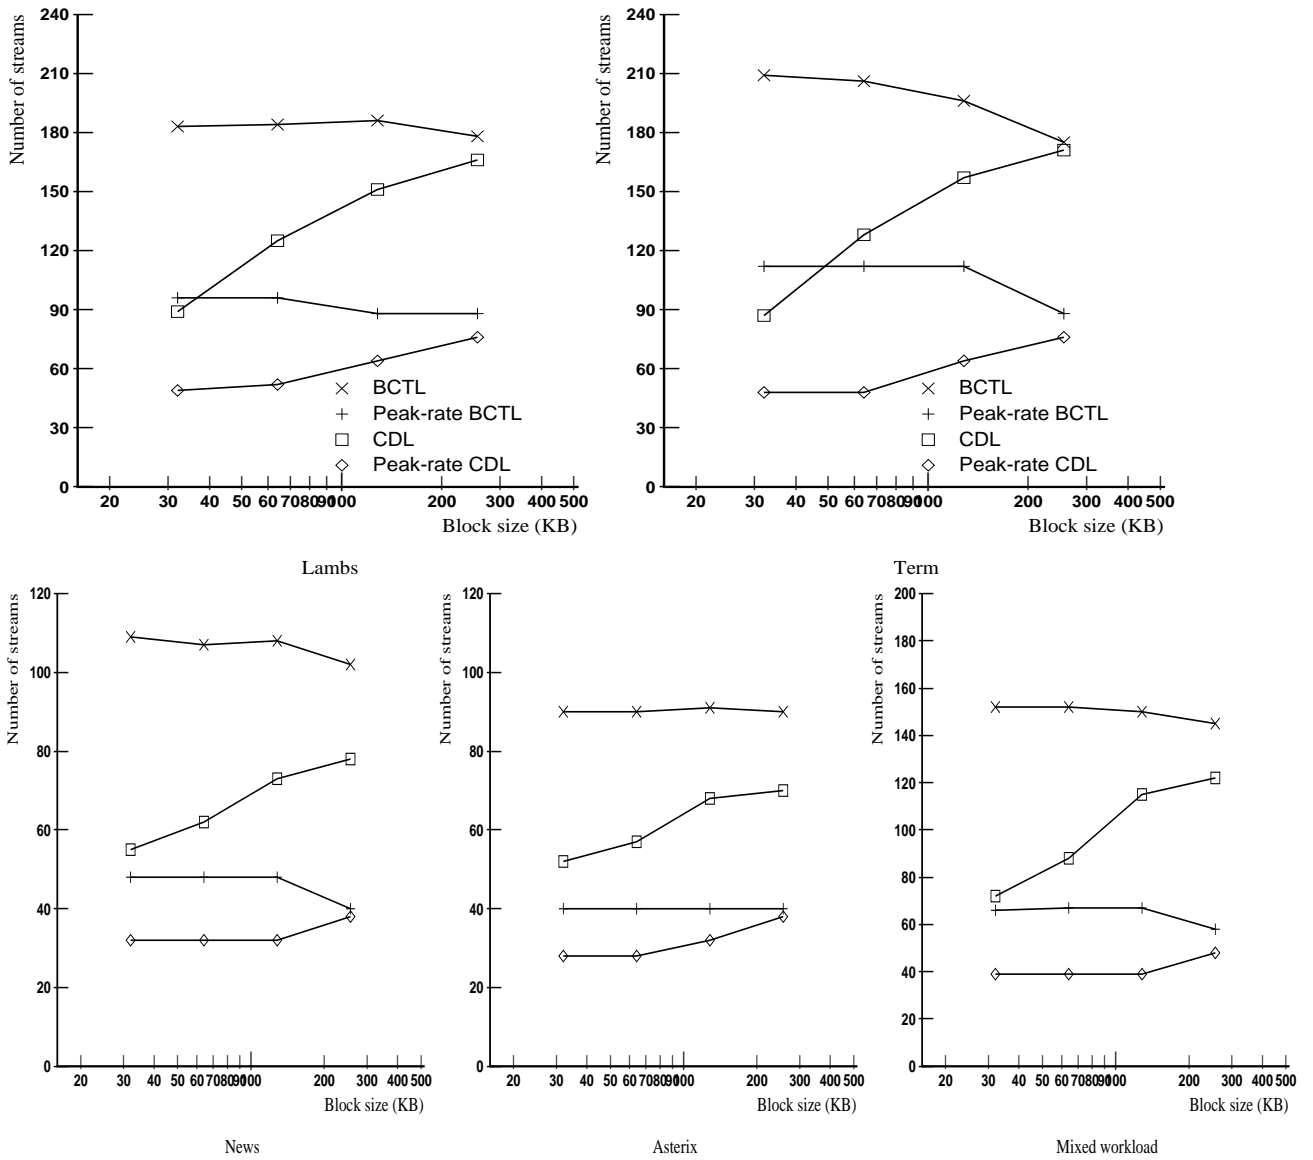 Number of streams
240
210
180
150
120
90
60
30
0
BCTL
Peak-rate BCTL
CDL
Peak-rate CDL
20 30 40 50 60 70 80 90 100 200 300 400 500
Block size (KB)
Lambs
Number of streams
240
210
180
150
120
90
60
30
0
BCTL
Peak-rate BCTL
CDL
Peak-rate CDL
20 30 40 50 60 70 80 90 100 200 300 400 500
Block size (KB)
Term
Number of streams
120
100
80
60
40
20
0
20 30 40 50 60 70 80 90 100 200 300 400 500
Block size (KB)
News
Number of streams
120
100
80
60
40
20
0
20 30 40 50 60 70 80 90 100 200 300 400 500
Block size (KB)
Asterix
Number of streams
200
180
160
140
120
100
80
60
40
20
0
20 30 40 50 60 70 80 90 100 200 300 400 500
Block size (KB)
Mixed workload